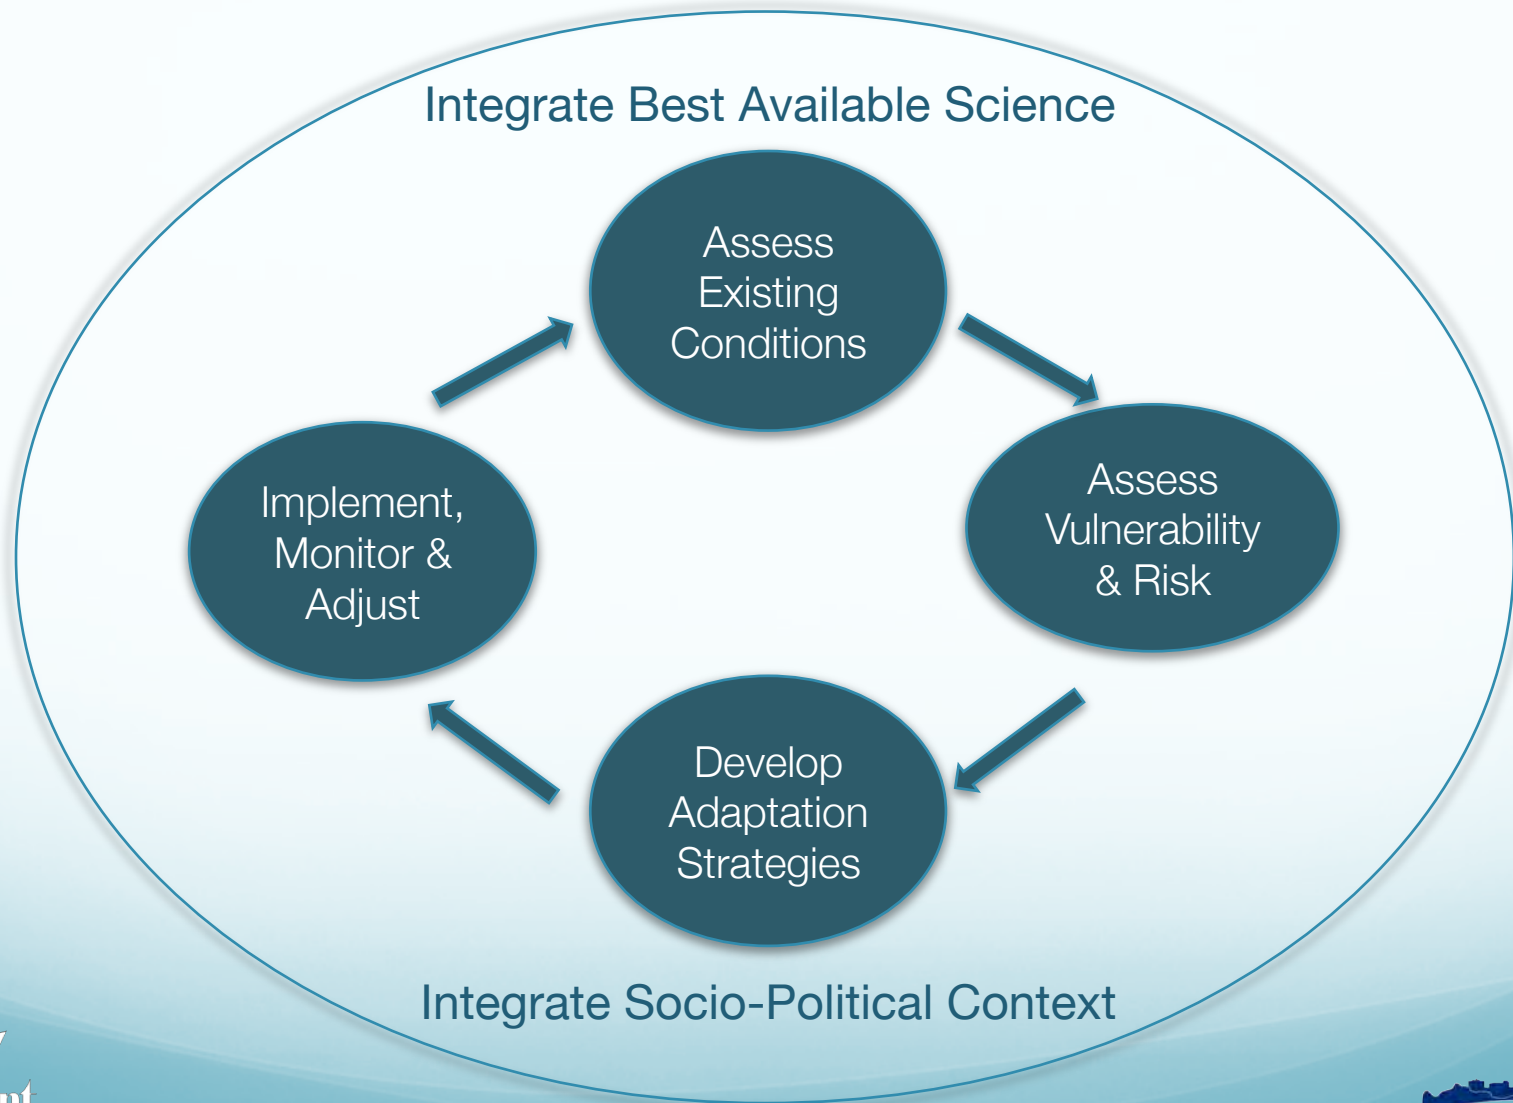 Integrate Best Available Science
Assess
Existing
Conditions
Assess
Vulnerability
& Risk
Implement,
Monitor &
Adjust
Develop
Adaptation
Strategies
Integrate Socio-Political Context